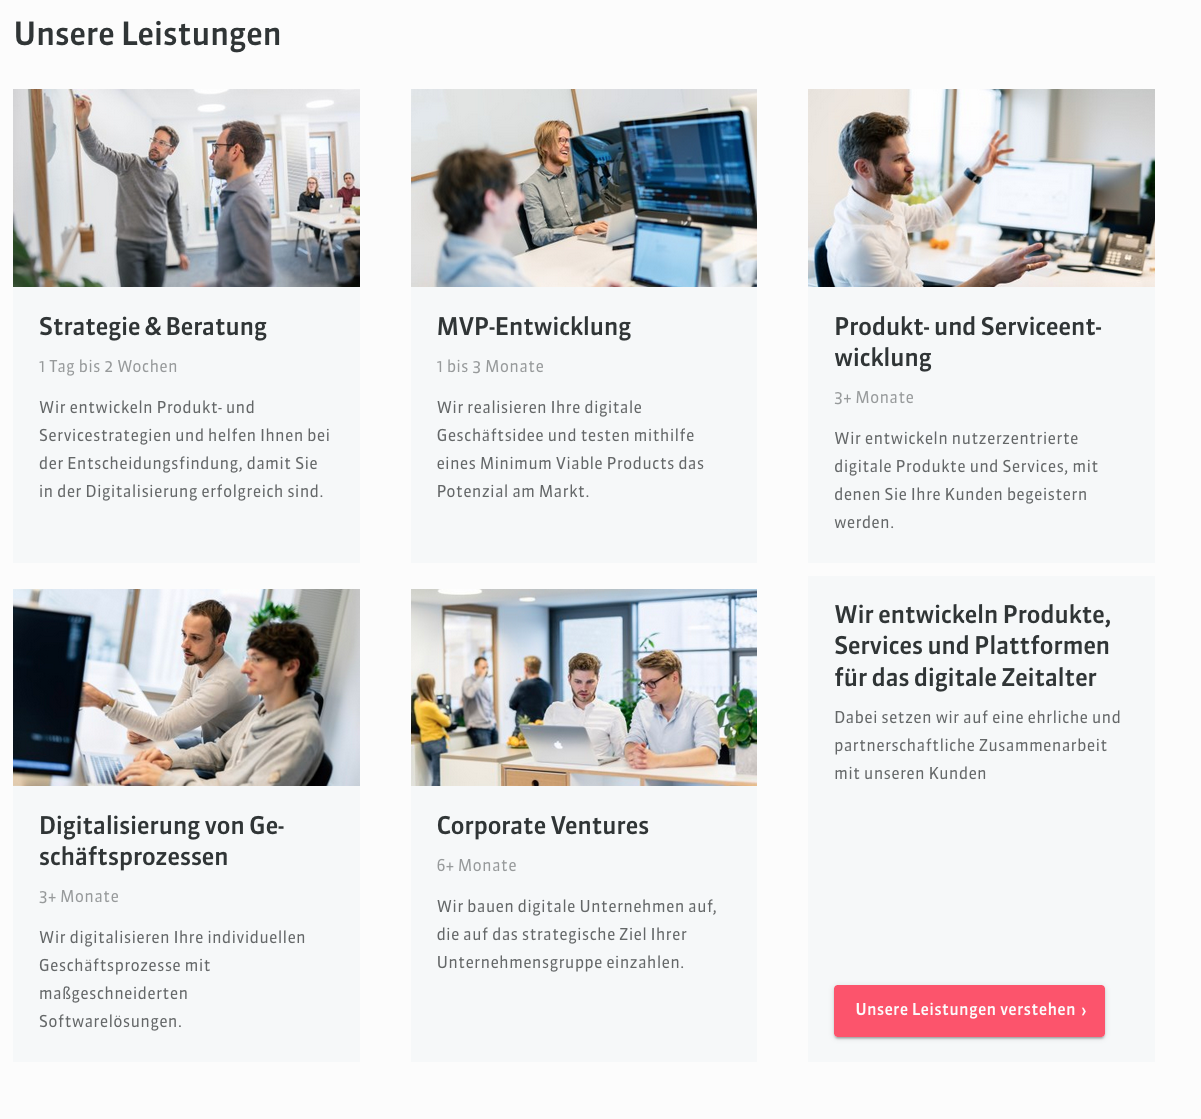 Unsere Leistungen
Strategie & Beratung
1 Tag bis 2 Wochen
Wir entwickeln Produkt- und
Servicestrategien und helfen Ihnen bei
der Entscheidungsfindung, damit Sie
in der Digitalisierung erfolgreich sind.
MVP-Entwicklung
1 bis 3 Monate
Wir realisieren Ihre digitale
Geschäftsidee und testen mithilfe
eines Minimum Viable Products das
Potenzial am Markt.
Produkt- und Serviceent-
wicklung
3+ Monate
Wir entwickeln nutzerzentrierte
digitale Produkte und Services, mit
denen Sie Ihre Kunden begeistern
werden.
Digitalisierung von Ge-
schäftsprozessen
3+ Monate
Wir digitalisieren Ihre individuellen
Geschäftsprozesse mit
maßgeschneiderten
Softwarelösungen.
Corporate Ventures
6+ Monate
Wir bauen digitale Unternehmen auf,
die auf das strategische Ziel Ihrer
Unternehmensgruppe einzahlen.
Wir entwickeln Produkte,
Services und Plattformen
für das digitale Zeitalter
Dabei setzen wir auf eine ehrliche und
partnerschaftliche Zusammenarbeit
mit unseren Kunden
Unsere Leistungen verstehen ›